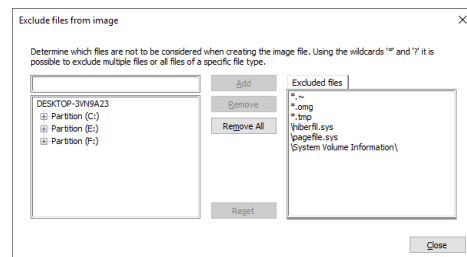 Exclude files from image
Determine which files are not to be considered when creating the image file. Using the wildcards '*' and '?' it is
possible to exclude multiple files or all files of a specific file type.
Add
Excluded files
DESKTOP-3VN9A23
Partition (C:)
Partition (E:)
Partition (F:)
Remove
Remove All
Reset
*.~
*.omg
*.tmp
\hiberfil.sys
\pagefile.sys
\System Volume Information\
Close